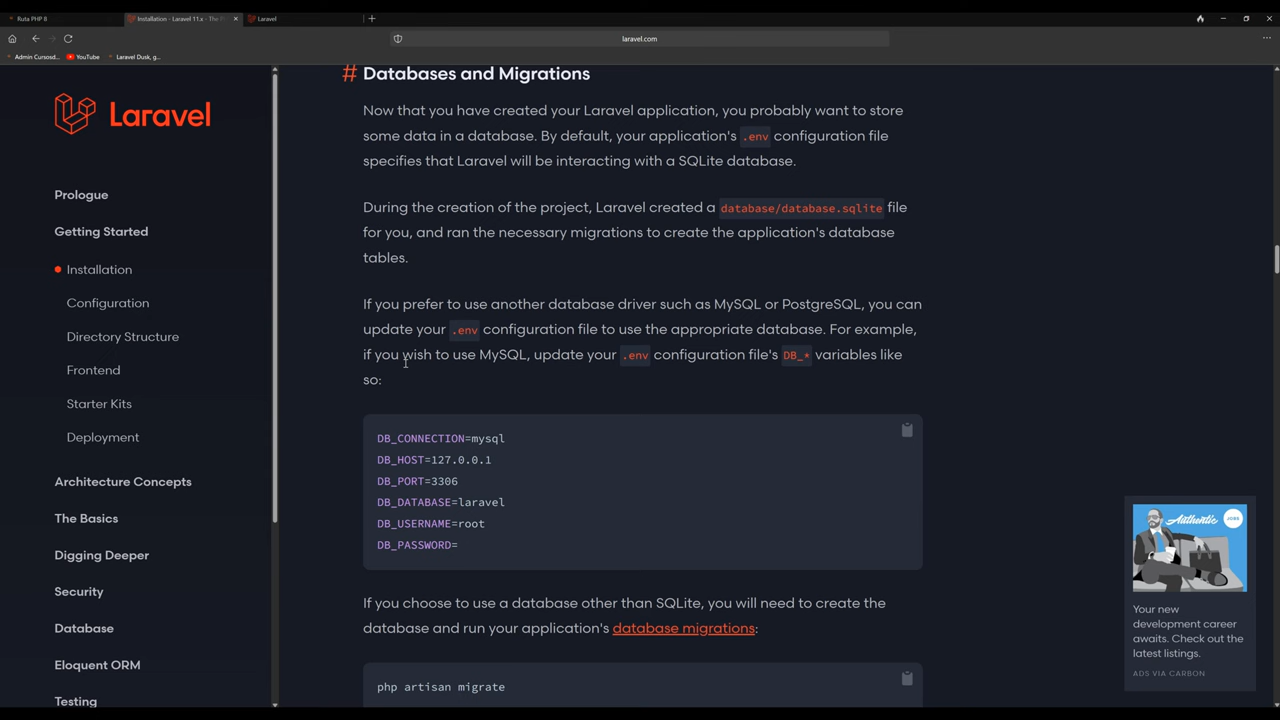 Ruta PHP 8
Installation - Laravel 11.x - The P
Laravel
laravel.com
Admin Cursosd...
YouTube
Laravel Dusk, g...
Laravel
Prologue
Getting Started
Installation
Configuration
Directory Structure
Frontend
Starter Kits
Deployment
Architecture Concepts
The Basics
Digging Deeper
Security
Database
Eloquent ORM
Testing
# Databases and Migrations
Now that you have created your Laravel application, you probably want to store
some data in a database. By default, your application's .env configuration file
specifies that Laravel will be interacting with a SQLite database.
During the creation of the project, Laravel created a database/database.sqlite file
for you, and ran the necessary migrations to create the application's database
tables.
If you prefer to use another database driver such as MySQL or PostgreSQL, you can
update your .env configuration file to use the appropriate database. For example,
if you wish to use MySQL, update your .env configuration file's DB_* variables like
so:
DB_CONNECTION=mysql
DB_HOST=127.0.0.1
DB_PORT=3306
DB_DATABASE=laravel
DB_USERNAME=root
DB_PASSWORD=
If you choose to use a database other than SQLite, you will need to create the
database and run your application's database migrations:
php artisan migrate
Authentic JOBS
Your new
development career
awaits. Check out the
latest listings.
ADS VIA CARBON